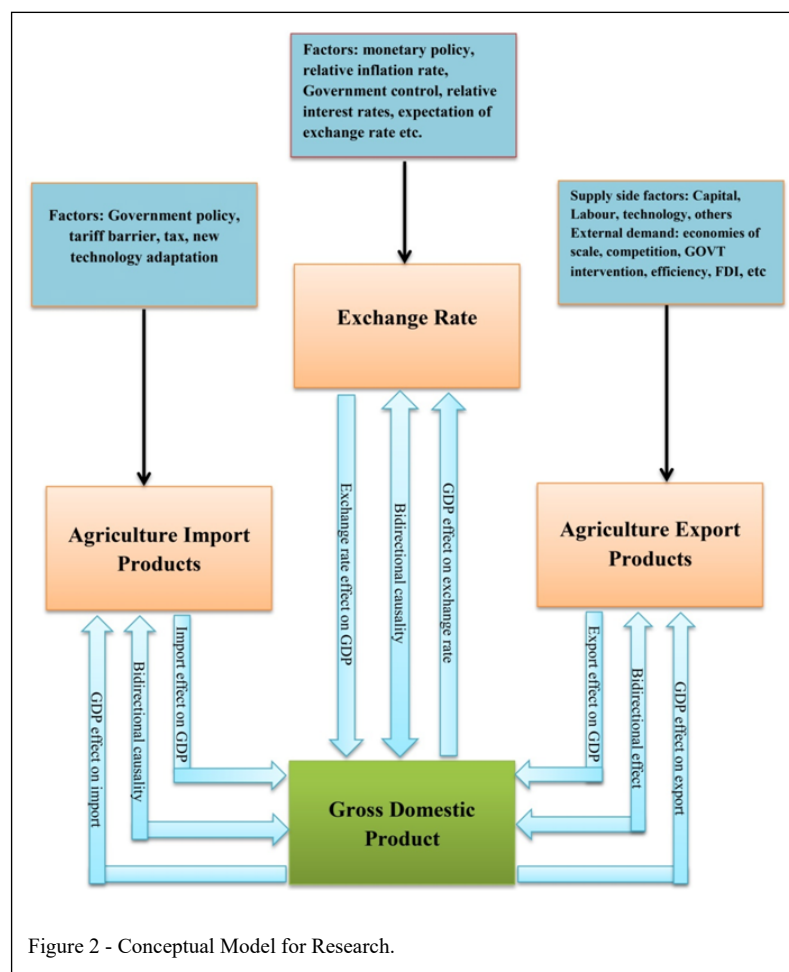 Factors: monetary policy,
relative inflation rate,
Government control, relative
interest rates, expectation of
exchange rate etc.
Factors: Government policy,
tariff barrier, tax, new
technology adaptation
Supply side factors: Capital,
Labour, technology, others
External demand: economies of
scale, competition, GOVT
intervention, efficiency, FDI, etc
Exchange Rate
Agriculture Import
Products
Agriculture Export
Products
Exchange rate effect on GDP
Bidirectional causality
GDP effect on exchange rate
GDP effect on import
Bidirectional causality
Import effect on GDP
Export effect on GDP
Bidirectional effect
GDP effect on export
Gross Domestic
Product
Figure 2 - Conceptual Model for Research.